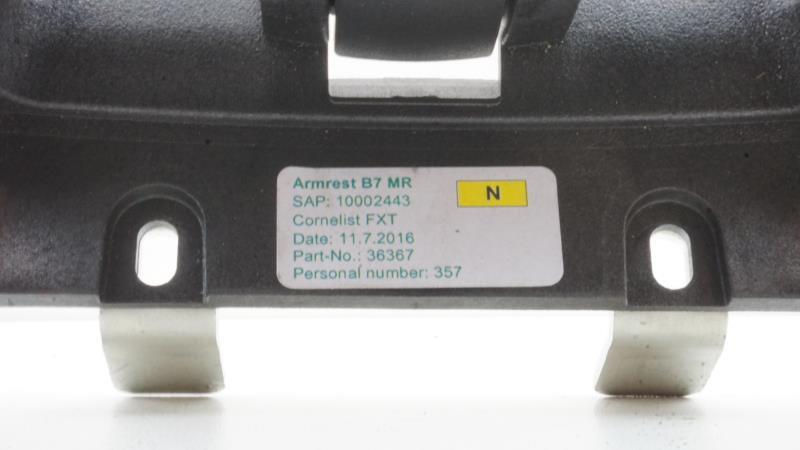 Armrest B7 MR
N
SAP: 10002443
Cornelist FXT
Date: 11.7.2016
Part-No.: 36367
Personal number: 357